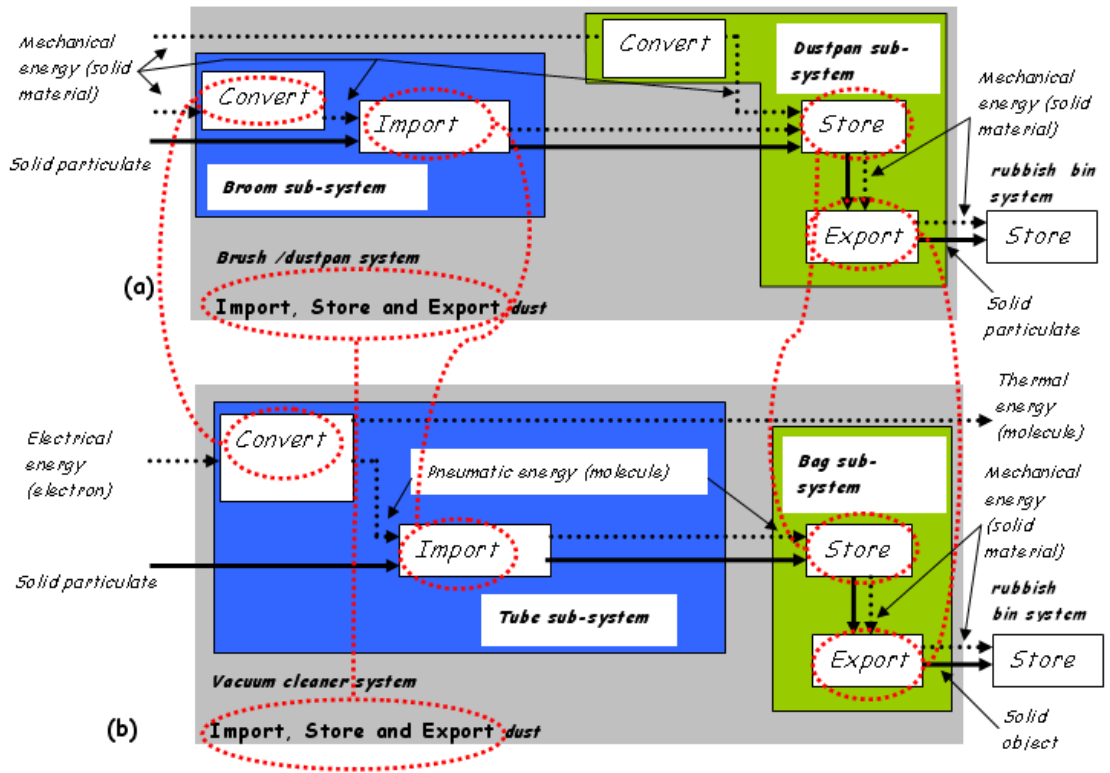 Mechanical
energy (solid
material)
Convert
Dustpan sub-
system
Mechanical
energy (solid
material)
Convert
Import
Store
Solid particulate
Broom sub-system
rubbish bin
system
Export
Store
Brush /dustpan system
(a)
Import, Store and Export dust
Solid
particulate
Thermal
energy
(molecule)
Electrical
energy
(electron)
Convert
Pneumatic energy (molecule)
Bag sub-
system
Mechanical
energy
(solid
material)
Import
Store
Solid particulate
Tube sub-system
rubbish
bin system
Export
Store
Vacuum cleaner system
(b)
Import, Store and Export dust
Solid
object